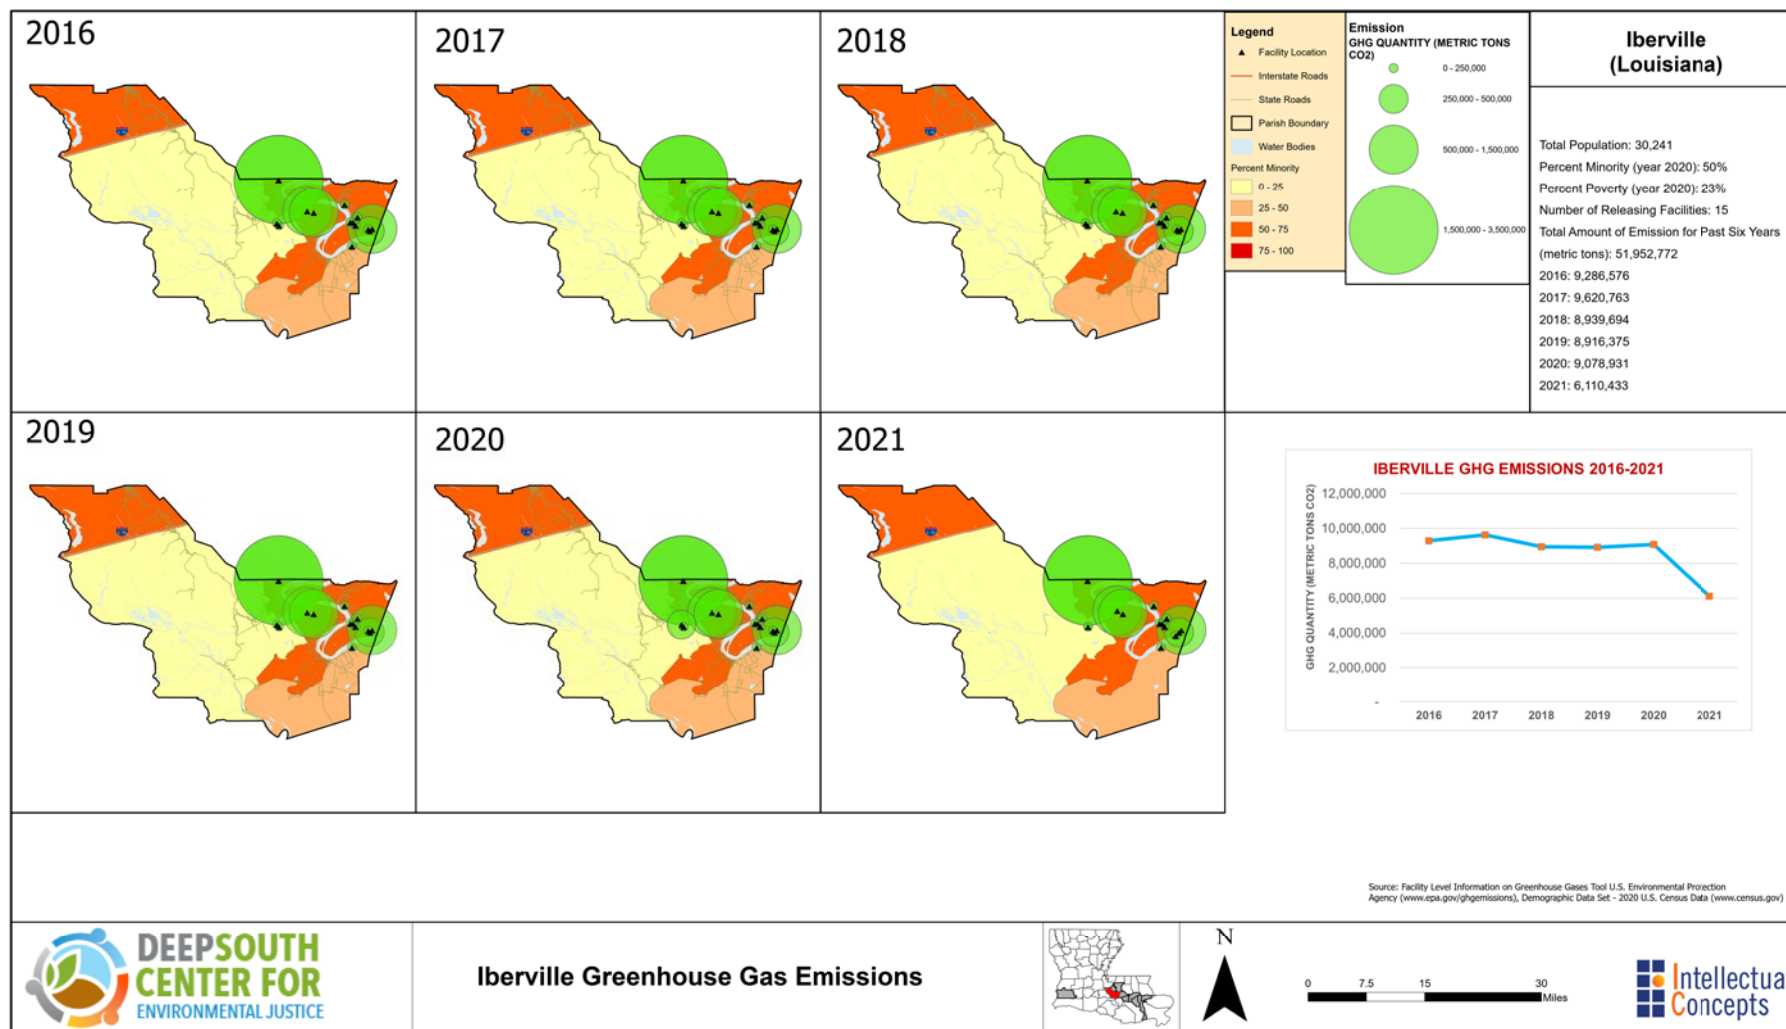 2016
2017
2018
Legend
Facility Location
Interstate Roads
State Roads
Parish Boundary
Water Bodies
Percent Minority
0 - 25
25 - 50
50 - 75
75 - 100
Emission
GHG QUANTITY (METRIC TONS
CO2)
0 - 250,000
250,000 - 500,000
500,000 - 1,500,000
1,500,000 - 3,500,000
Iberville
(Louisiana)
Total Population: 30,241
Percent Minority (year 2020): 50%
Percent Poverty (year 2020): 23%
Number of Releasing Facilities: 15
Total Amount of Emission for Past Six Years
(metric tons): 51,952,772
2016: 9,286,576
2017: 9,620,763
2018: 8,939,694
2019: 8,916,375
2020: 9,078,931
2021: 6,110,433
2019
2020
2021
IBERVILLE GHG EMISSIONS 2016-2021
GHG QUANTITY (METRIC TONS CO2)
12,000,000
10,000,000
8,000,000
6,000,000
4,000,000
2,000,000
-
2016 2017 2018 2019 2020 2021
Source: Facility Level Information on Greenhouse Gases Tool U.S. Environmental Protection
Agency (www.epa.gov/ghgemissions), Demographic Data Set - 2020 U.S. Census Data (www.census.gov)
DEEPSOUTH
CENTER FOR
ENVIRONMENTAL JUSTICE
Iberville Greenhouse Gas Emissions
N
0 7.5 15 30
Miles
Intellectua
Concepts